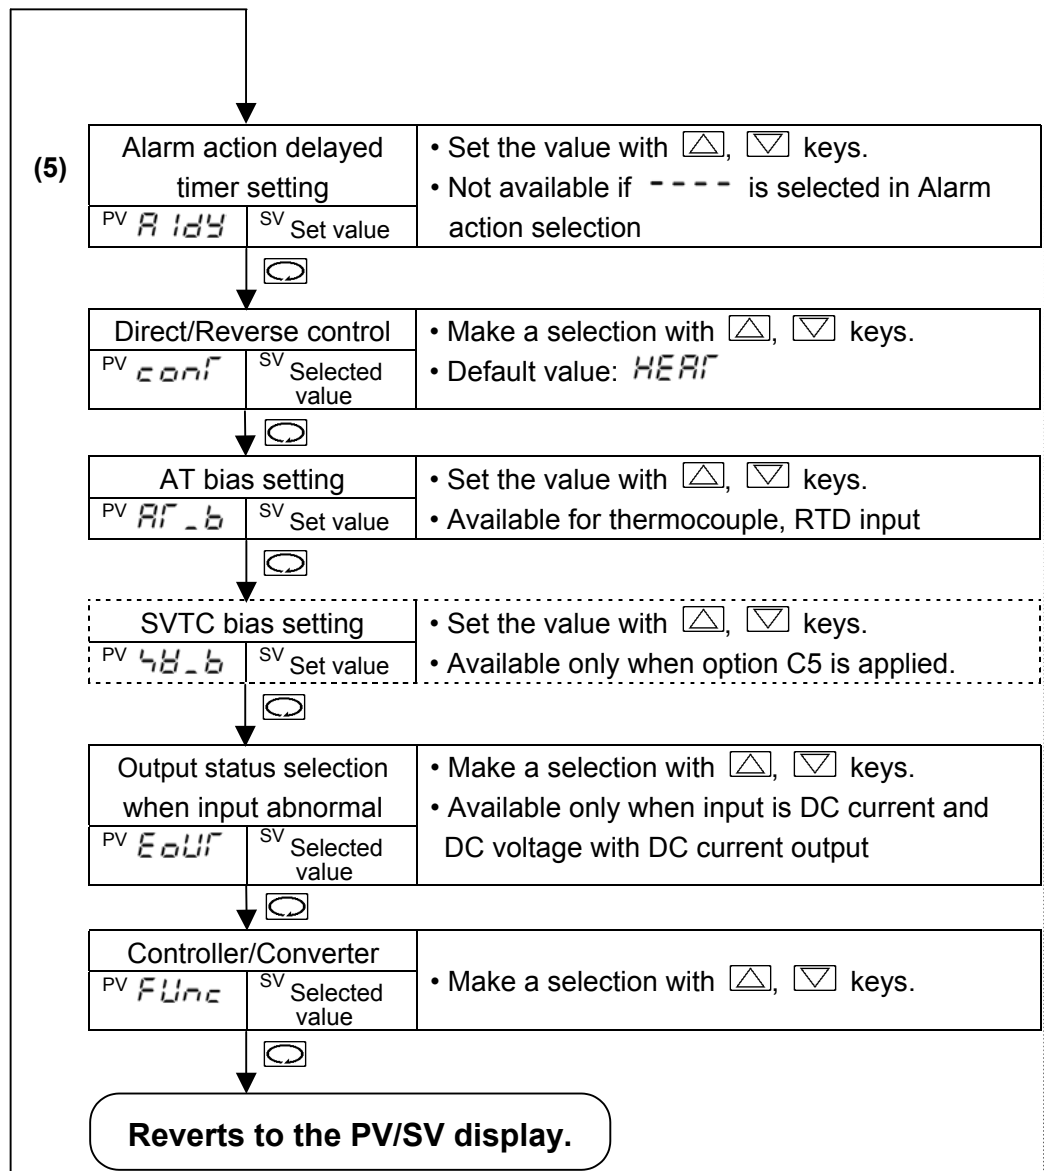 (5)
Alarm action delayed
timer setting
PV A1dY SV Set value
• Set the value with △, ▽ keys.
• Not available if ---- is selected in Alarm
action selection
Direct/Reverse control
PV conT SV Selected
value
• Make a selection with △, ▽ keys.
• Default value: HEAT
AT bias setting
PV AT_b SV Set value
• Set the value with △, ▽ keys.
• Available for thermocouple, RTD input
SVTC bias setting
PV SV_b SV Set value
• Set the value with △, ▽ keys.
• Available only when option C5 is applied.
Output status selection
when input abnormal
PV EoUT SV Selected
value
• Make a selection with △, ▽ keys.
• Available only when input is DC current and
DC voltage with DC current output
Controller/Converter
PV FUnc SV Selected
value
• Make a selection with △, ▽ keys.
Reverts to the PV/SV display.